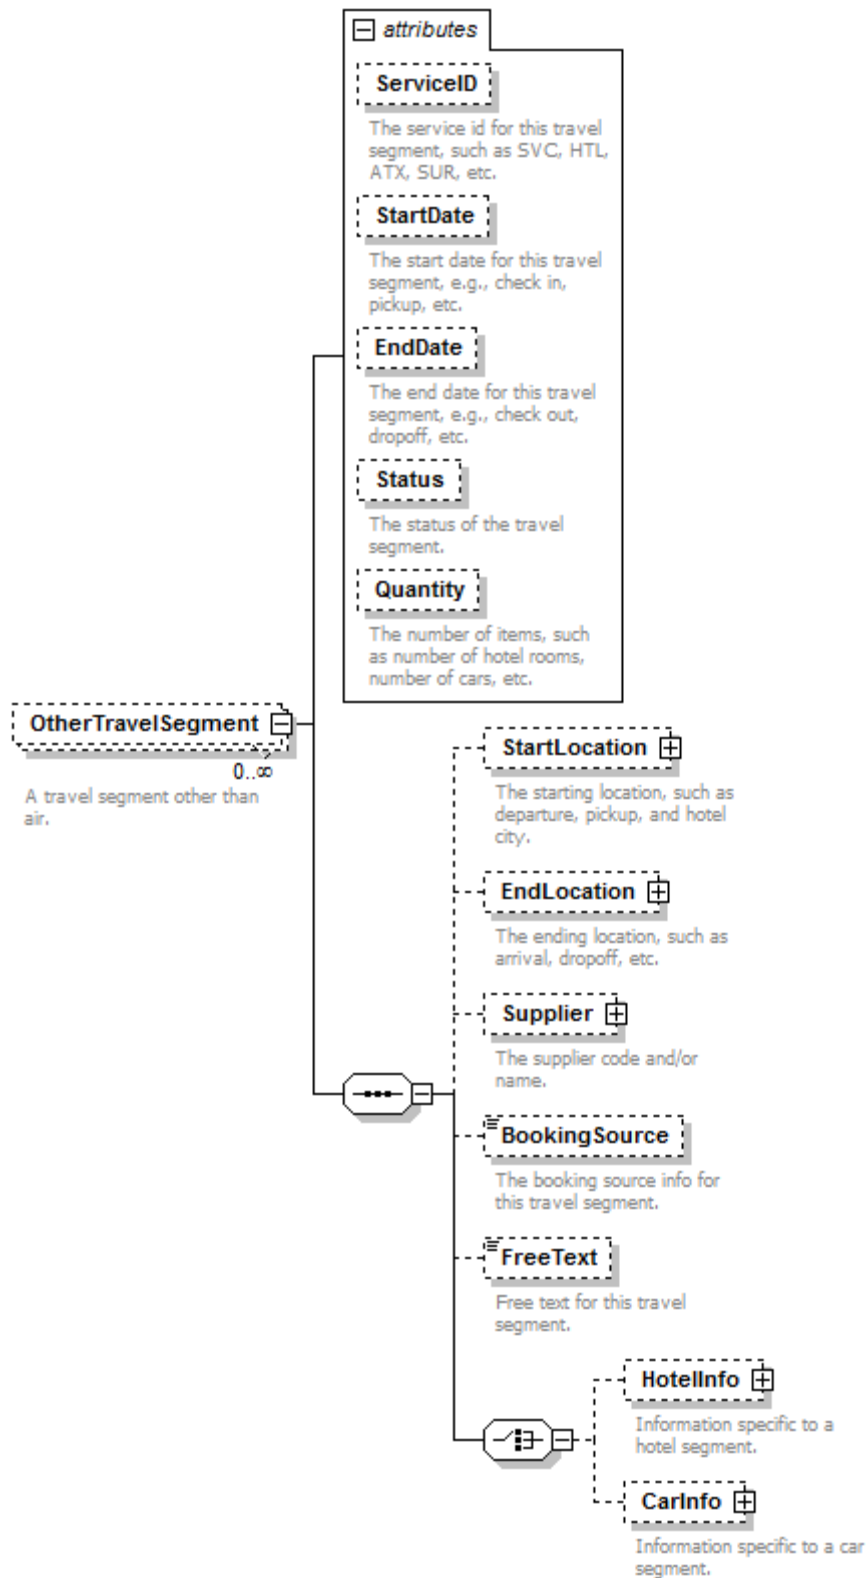 attributes
ServiceID
The service id for this travel
segment, such as SVC, HTL,
ATX, SUR, etc.
StartDate
The start date for this travel
segment, e.g., check in,
pickup, etc.
EndDate
The end date for this travel
segment, e.g., check out,
dropoff, etc.
Status
The status of the travel
segment.
Quantity
The number of items, such
as number of hotel rooms,
number of cars, etc.
OtherTravelSegment
0..∞
A travel segment other than
air.
StartLocation
The starting location, such as
departure, pickup, and hotel
city.
EndLocation
The ending location, such as
arrival, dropoff, etc.
Supplier
The supplier code and/or
name.
BookingSource
The booking source info for
this travel segment.
FreeText
Free text for this travel
segment.
HotelInfo
Information specific to a
hotel segment.
CarInfo
Information specific to a car
segment.